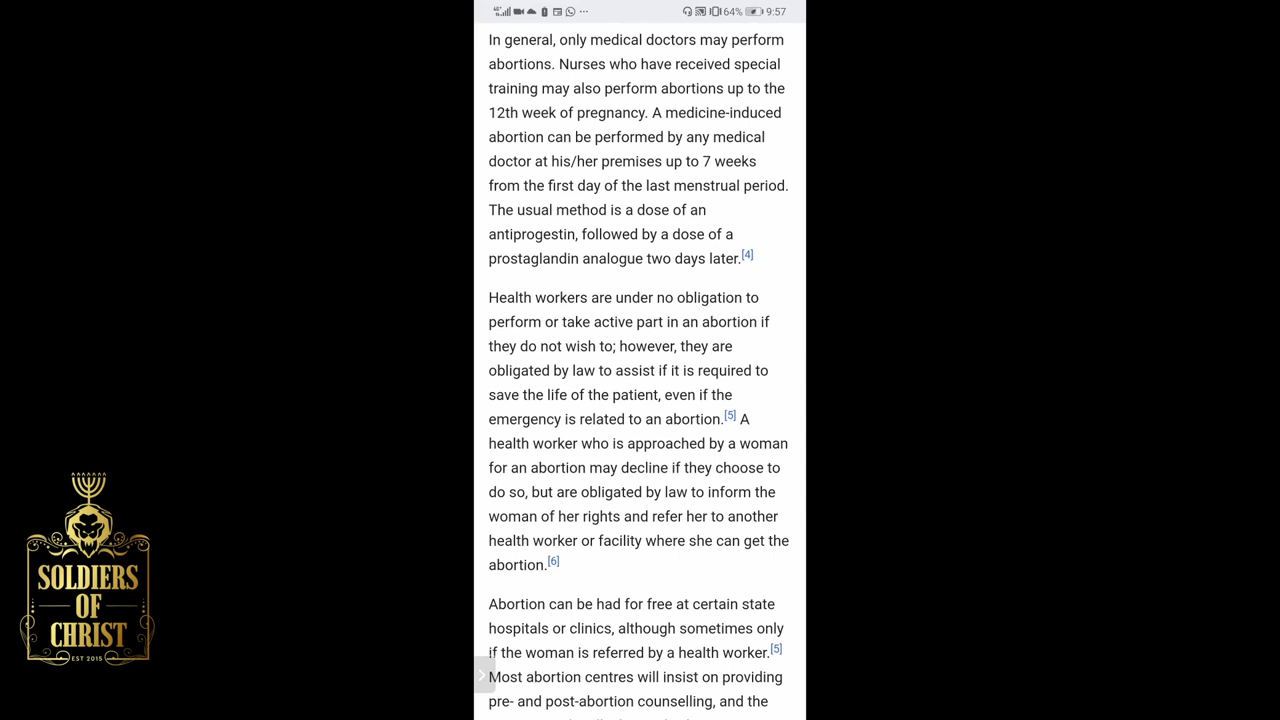 64% 9:57
In general, only medical doctors may perform
abortions. Nurses who have received special
training may also perform abortions up to the
12th week of pregnancy. A medicine-induced
abortion can be performed by any medical
doctor at his/her premises up to 7 weeks
from the first day of the last menstrual period.
The usual method is a dose of an
antiprogestin, followed by a dose of a
prostaglandin analogue two days later.[4]
Health workers are under no obligation to
perform or take active part in an abortion if
they do not wish to; however, they are
obligated by law to assist if it is required to
save the life of the patient, even if the
emergency is related to an abortion.[5] A
health worker who is approached by a woman
for an abortion may decline if they choose to
do so, but are obligated by law to inform the
woman of her rights and refer her to another
health worker or facility where she can get the
abortion.[6]
Abortion can be had for free at certain state
hospitals or clinics, although sometimes only
if the woman is referred by a health worker.[5]
Most abortion centres will insist on providing
pre- and post-abortion counselling, and the
SOLDIERS
OF
CHRIST
EST 2015